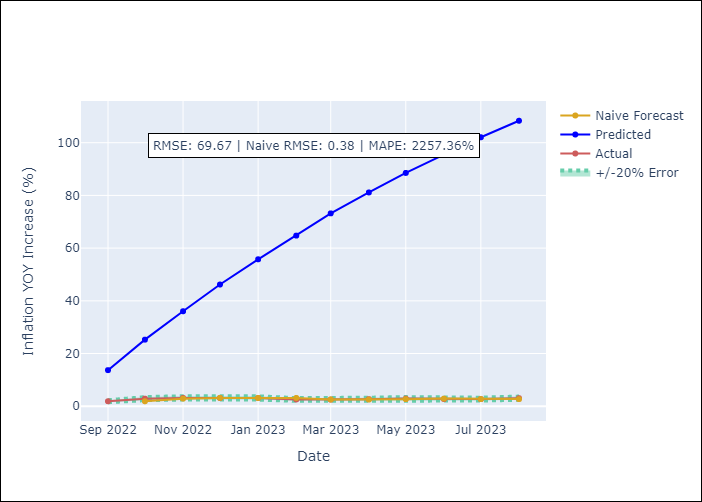 RMSE: 69.67 | Naive RMSE: 0.38 | MAPE: 2257.36%
Naive Forecast
Predicted
Actual
+/-20% Error
Inflation YOY Increase (%)
100
80
60
40
20
0
Sep 2022
Nov 2022
Jan 2023
Mar 2023
May 2023
Jul 2023
Date